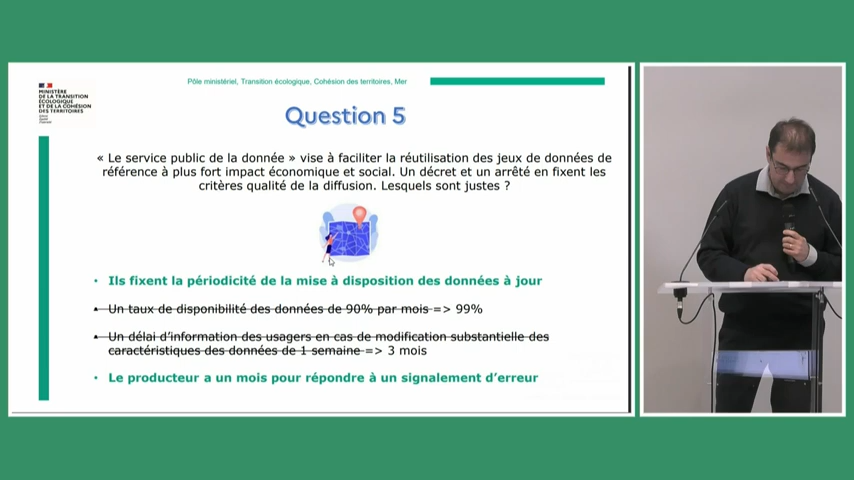 Pôle ministériel, Transition écologique, Cohésion des territoires, Mer
MINISTÈRE
DE LA TRANSITION
ÉCOLOGIQUE
ET DE LA COHÉSION
DES TERRITOIRES
Question 5
« Le service public de la donnée » vise à faciliter la réutilisation des jeux de données de
référence à plus fort impact économique et social. Un décret et un arrêté en fixent les
critères qualité de la diffusion. Lesquels sont justes ?
• Ils fixent la périodicité de la mise à disposition des données à jour
• Un taux de disponibilité des données de 90% par mois => 99%
• Un délai d'information des usagers en cas de modification substantielle des
caractéristiques des données de 1 semaine => 3 mois
• Le producteur a un mois pour répondre à un signalement d'erreur